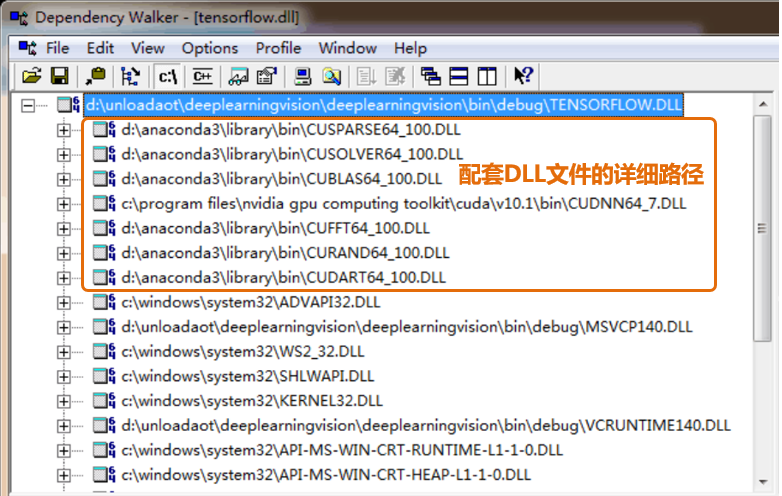 Dependency Walker - [tensorflow.dll]
File Edit View Options Profile Window Help
c:\ C++
d:\unloadaot\deeplearningvision\deeplearningvision\bin\debug\TENSORFLOW.DLL
d:\anaconda3\library\bin\CUSPARSE64_100.DLL
d:\anaconda3\library\bin\CUSOLVER64_100.DLL
d:\anaconda3\library\bin\CUBLAS64_100.DLL
配套DLL文件的详细路径
c:\program files\nvidia gpu computing toolkit\cuda\v10.1\bin\CUDNN64_7.DLL
d:\anaconda3\library\bin\CUFFT64_100.DLL
d:\anaconda3\library\bin\CURAND64_100.DLL
d:\anaconda3\library\bin\CUDART64_100.DLL
c:\windows\system32\ADVAPI32.DLL
d:\unloadaot\deeplearningvision\deeplearningvision\bin\debug\MSVCP140.DLL
c:\windows\system32\WS2_32.DLL
c:\windows\system32\SHLWAPI.DLL
c:\windows\system32\KERNEL32.DLL
d:\unloadaot\deeplearningvision\deeplearningvision\bin\debug\VCRUNTIME140.DLL
c:\windows\system32\API-MS-WIN-CRT-RUNTIME-L1-1-0.DLL
c:\windows\system32\API-MS-WIN-CRT-HEAP-L1-1-0.DLL